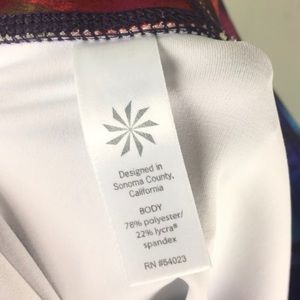 Designed in
Sonoma County,
California
BODY
78% polyester/
22% lycra®
spandex
RN #54023